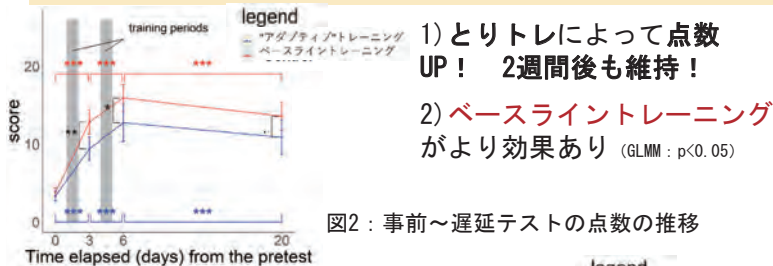 legend
training periods
"アダプティブ"トレーニング
ベースライントレーニング
***
***
***
20
score
10
0
**
*
.
***
***
***
0
3
6
20
Time elapsed (days) from the pretest
1)とりトレによって点数
UP! 2週間後も維持!
2)ベースライントレーニング
がより効果あり (GLMM:p<0.05)
図2:事前～遅延テストの点数の推移